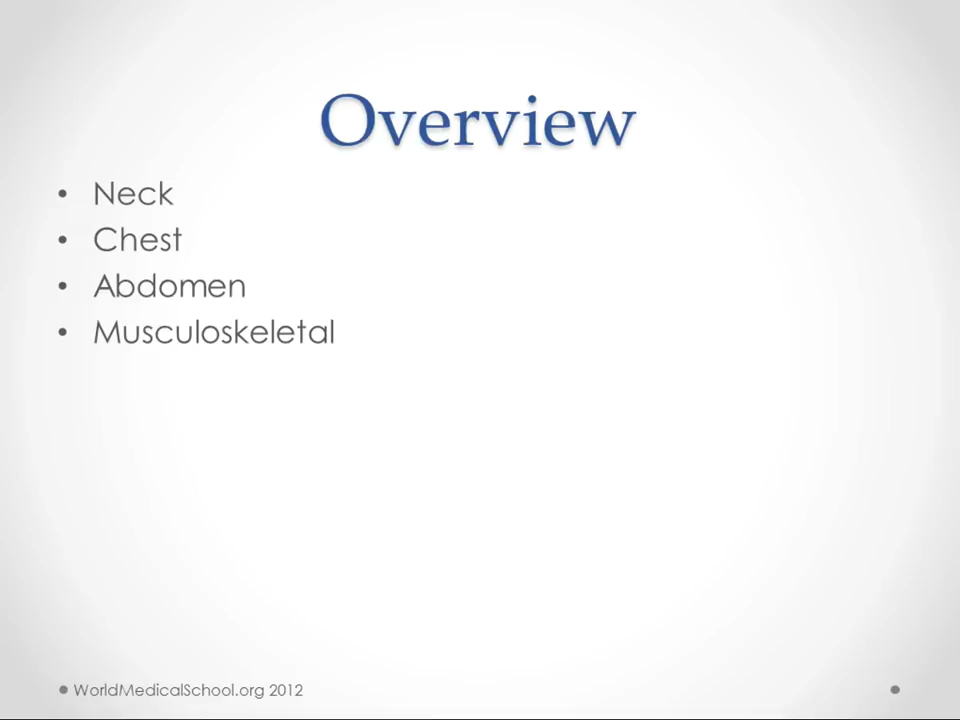 Overview
• Neck
• Chest
• Abdomen
• Musculoskeletal
WorldMedicalSchool.org 2012